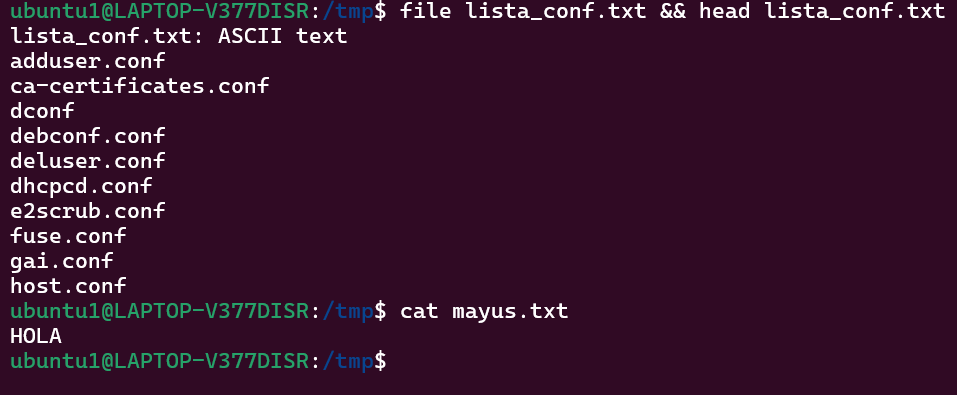 ubuntu1@LAPTOP-V377DISR:/tmp$ file lista_conf.txt && head lista_conf.txt
lista_conf.txt: ASCII text
adduser.conf
ca-certificates.conf
dconf
debconf.conf
deluser.conf
dhcpcd.conf
e2scrub.conf
fuse.conf
gai.conf
host.conf
ubuntu1@LAPTOP-V377DISR:/tmp$ cat mayus.txt
HOLA
ubuntu1@LAPTOP-V377DISR:/tmp$